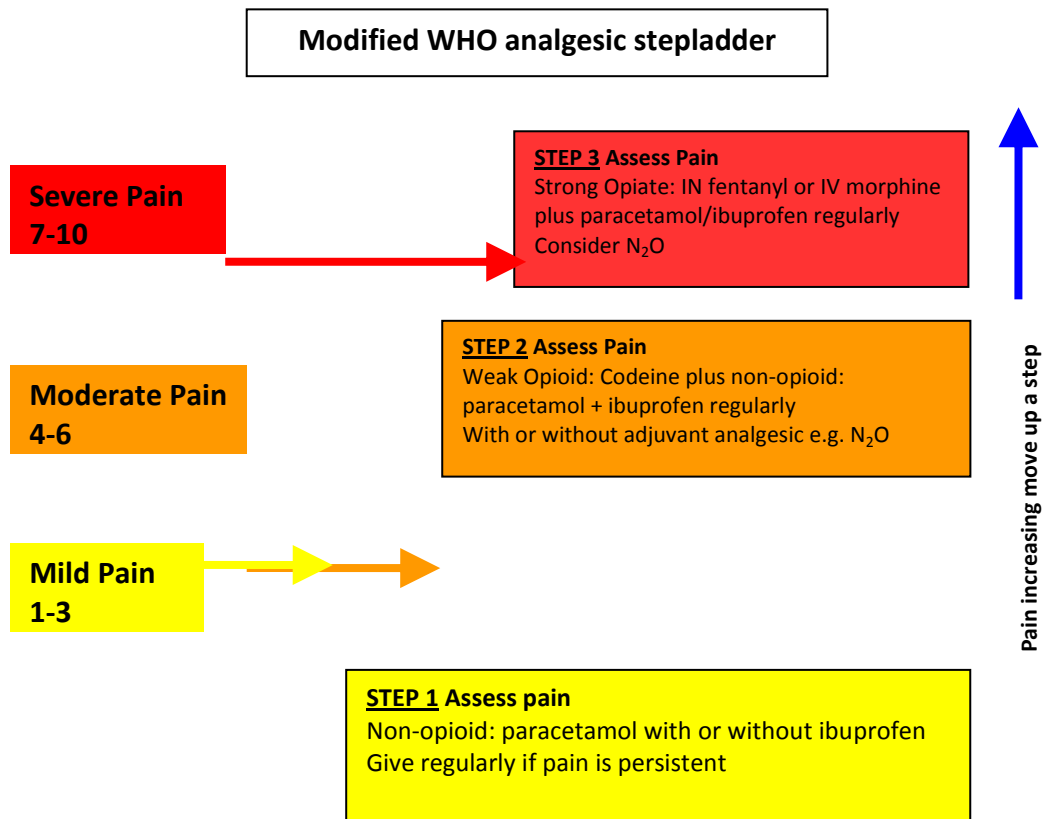 Modified WHO analgesic stepladder
Severe Pain
7-10
STEP 3 Assess Pain
Strong Opiate: IN fentanyl or IV morphine
plus paracetamol/ibuprofen regularly
Consider N₂O
Moderate Pain
4-6
STEP 2 Assess Pain
Weak Opioid: Codeine plus non-opioid:
paracetamol + ibuprofen regularly
With or without adjuvant analgesic e.g. N₂O
Mild Pain
1-3
STEP 1 Assess pain
Non-opioid: paracetamol with or without ibuprofen
Give regularly if pain is persistent
Pain increasing move up a step